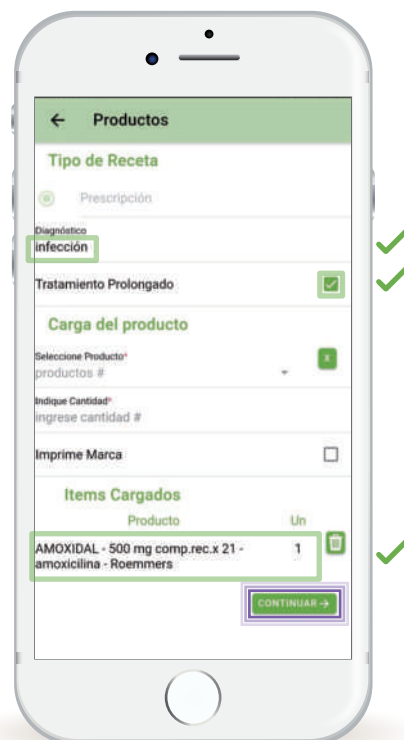 Productos
Tipo de Receta
Prescripción
Diagnóstico
infección
Tratamiento Prolongado
Carga del producto
Seleccione Producto*
productos #
x
Indique Cantidad*
ingrese cantidad #
Imprime Marca
Items Cargados
Producto Un
AMOXIDAL - 500 mg comp.rec.x 21 - 1
amoxicilina - Roemmers
CONTINUAR →